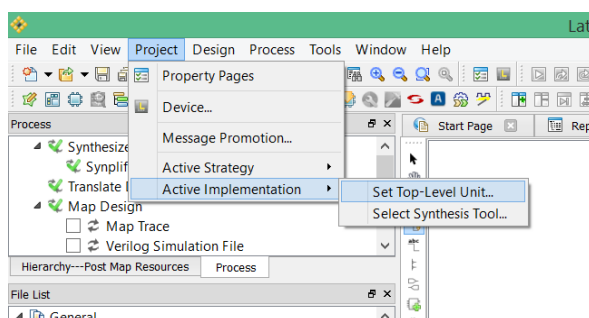 Lat
File Edit View Project Design Process Tools Window Help
Property Pages
Device...
Message Promotion...
Active Strategy
Active Implementation
Set Top-Level Unit...
Select Synthesis Tool...
Process
Start Page
Rep
Synthesize
Synplif
Translate
Map Design
Map Trace
Verilog Simulation File
Hierarchy---Post Map Resources Process
File List
General